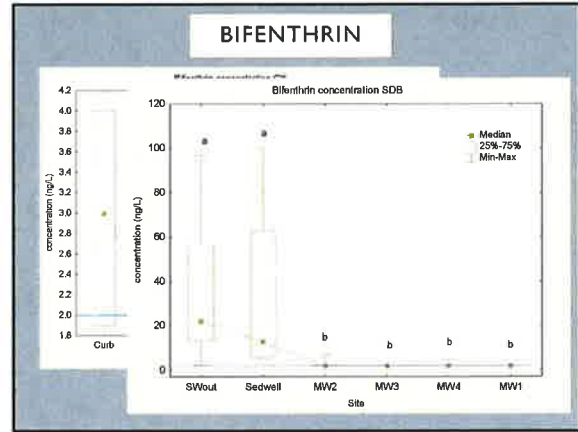 BIFENTHRIN
Bifenthrin concentration
4.2
4.0
3.8
3.6
3.4
3.2
3.0
2.8
2.6
2.4
2.2
2.0
1.8
concentration (ng/L)
Curb
Bifenthrin concentration SDB
120
100
80
60
40
20
0
concentration (ng/L)
a
a
b
b
b
b
Median
25%-75%
Min-Max
SWout
Sedwell
MW2
MW3
MW4
MW1
Site